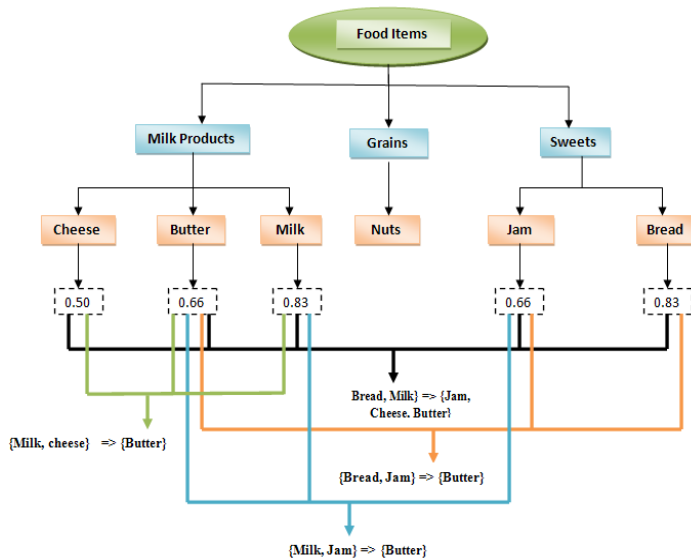 Food Items
Milk Products
Grains
Sweets
Cheese
Butter
Milk
Nuts
Jam
Bread
0.50
0.66
0.83
0.66
0.83
Bread, Milk} => {Jam,
Cheese. Butter}
{Milk, cheese} => {Butter}
{Bread, Jam} => {Butter}
{Milk, Jam} => {Butter}